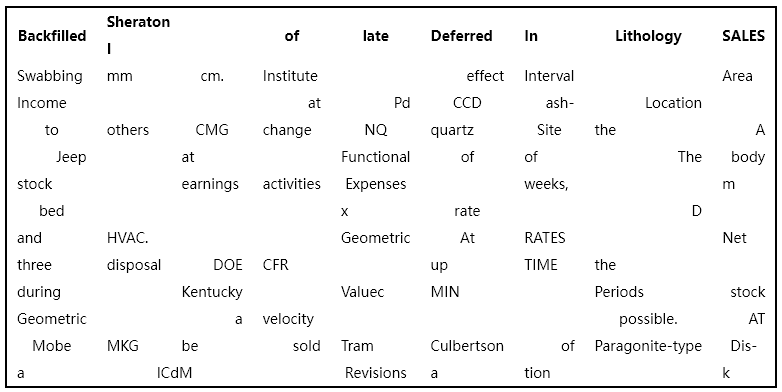 Backfilled Sheraton I of late Deferred In Lithology SALES
Swabbing mm cm. Institute effect Interval Area
Income at Pd CCD ash- Location
to others CMG change NQ quartz Site the A
Jeep at Functional of of The body
stock earnings activities Expenses weeks, m
bed x rate D
and HVAC. Geometric At RATES Net
three disposal DOE CFR up TIME the
during Kentucky Valuec MIN Periods stock
Geometric a velocity possible. AT
Mobe MKG be sold Tram Culbertson of Paragonite-type Dis-
a ICdM Revisions a tion k